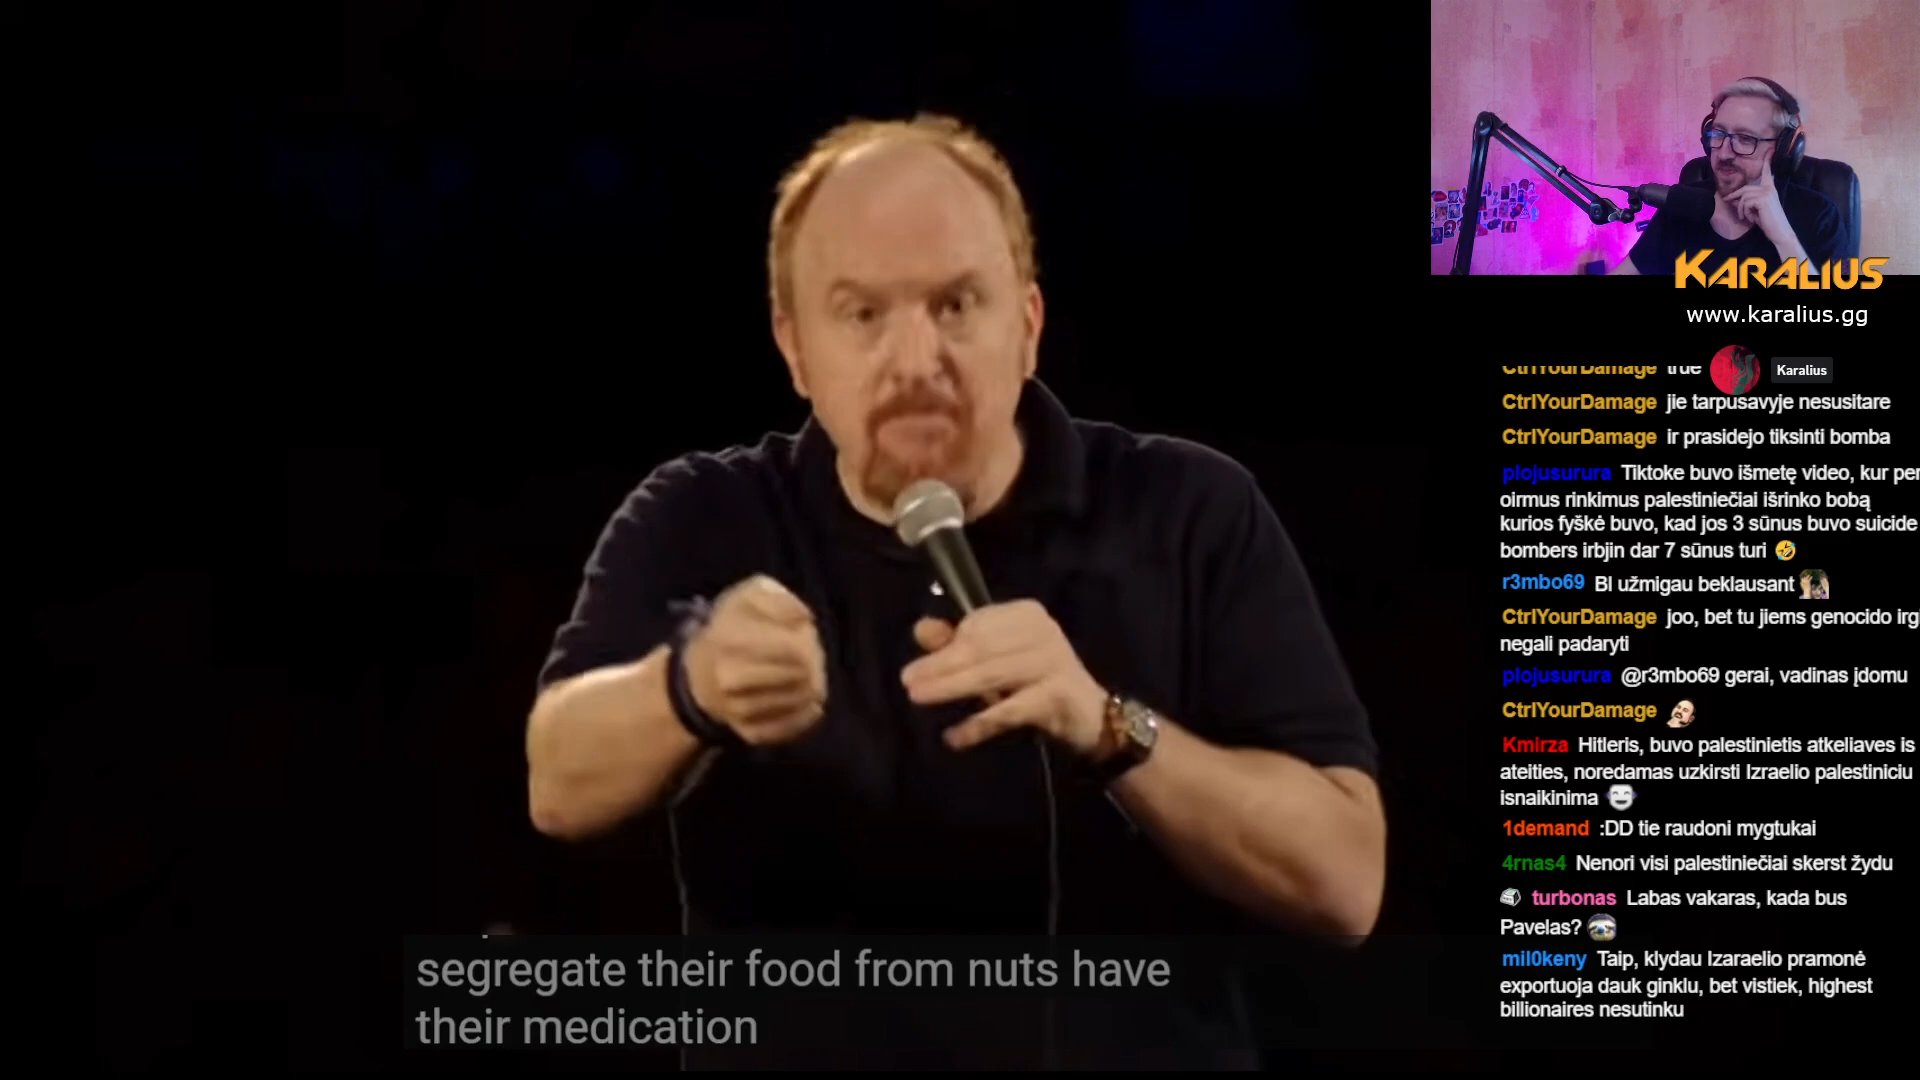 KARALIUS
www.karalius.gg
CtrlYourDamage true
Karalius
CtrlYourDamage jie tarpusavyje nesusitare
CtrlYourDamage ir prasidejo tiksinti bomba
plojusurura Tiktoke buvo išmetę video, kur per
oirmus rinkimus palestiniečiai išrinko bobą
kurios fyškė buvo, kad jos 3 sūnus buvo suicide
bombers irbjin dar 7 sūnus turi
r3mbo69 Bl užmigau beklausant
CtrlYourDamage joo, bet tu jiems genocido irgi
negali padaryti
plojusurura @r3mbo69 gerai, vadinas įdomu
CtrlYourDamage
Kmirza Hitleris, buvo palestinietis atkeliaves is
ateities, noredamas uzkirsti Izraelio palestiniciu
isnaikinima
1demand :DD tie raudoni mygtukai
4rnas4 Nenori visi palestiniečiai skerst žydu
turbonas Labas vakaras, kada bus
Pavelas?
mil0keny Taip, klydau Izaraelio pramonė
exportuoja dauk ginklu, bet vistiek, highest
billionaires nesutinku
segregate their food from nuts have
their medication